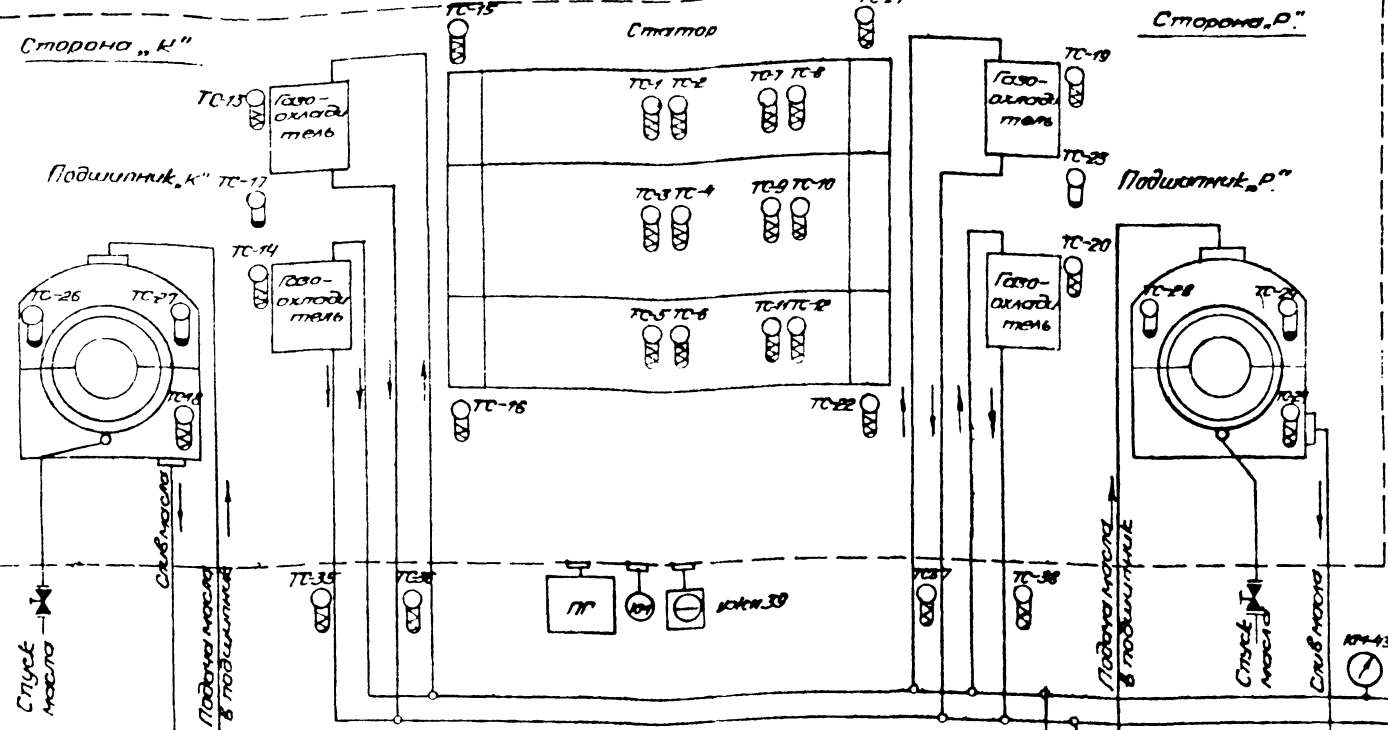 ТС-15
Сторона „К"
Статор
Сторона „Р."
ТС-13
Газо-
охлади
тель
ТС-1 ТС-2
ТС-7 ТС-8
Газо-
охлади
тель
ТС-19
Подшипник „К"
ТС-17
ТС-3 ТС-4
ТС-9 ТС-10
ТС-23
Подшипник „Р."
ТС-14
Газо-
охлади
тель
ТС-20
Газо-
охлади
тель
ТС-26
ТС-27
ТС-5 ТС-6
ТС-11 ТС-12
ТС-28
ТС-18
ТС-16
ТС-22
Слив масла
Подача масла
в подшипник
Спуск
масла
ТС-35
ТС-36
ПГ
ТС-37
ТС-38
Подача масла
в подшипник
Спуск
масла
Слив масла
КМ-43